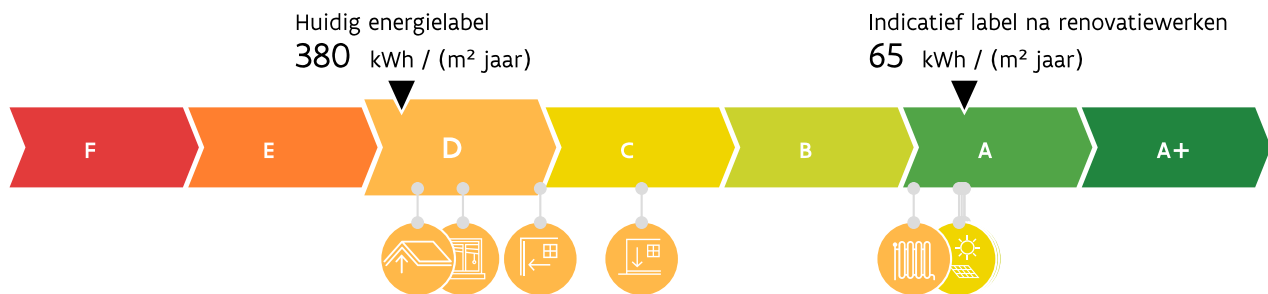 Huidig energielabel
380 kWh / (m² jaar)
Indicatief label na renovatiewerken
65 kWh / (m² jaar)
F E D C B A A+